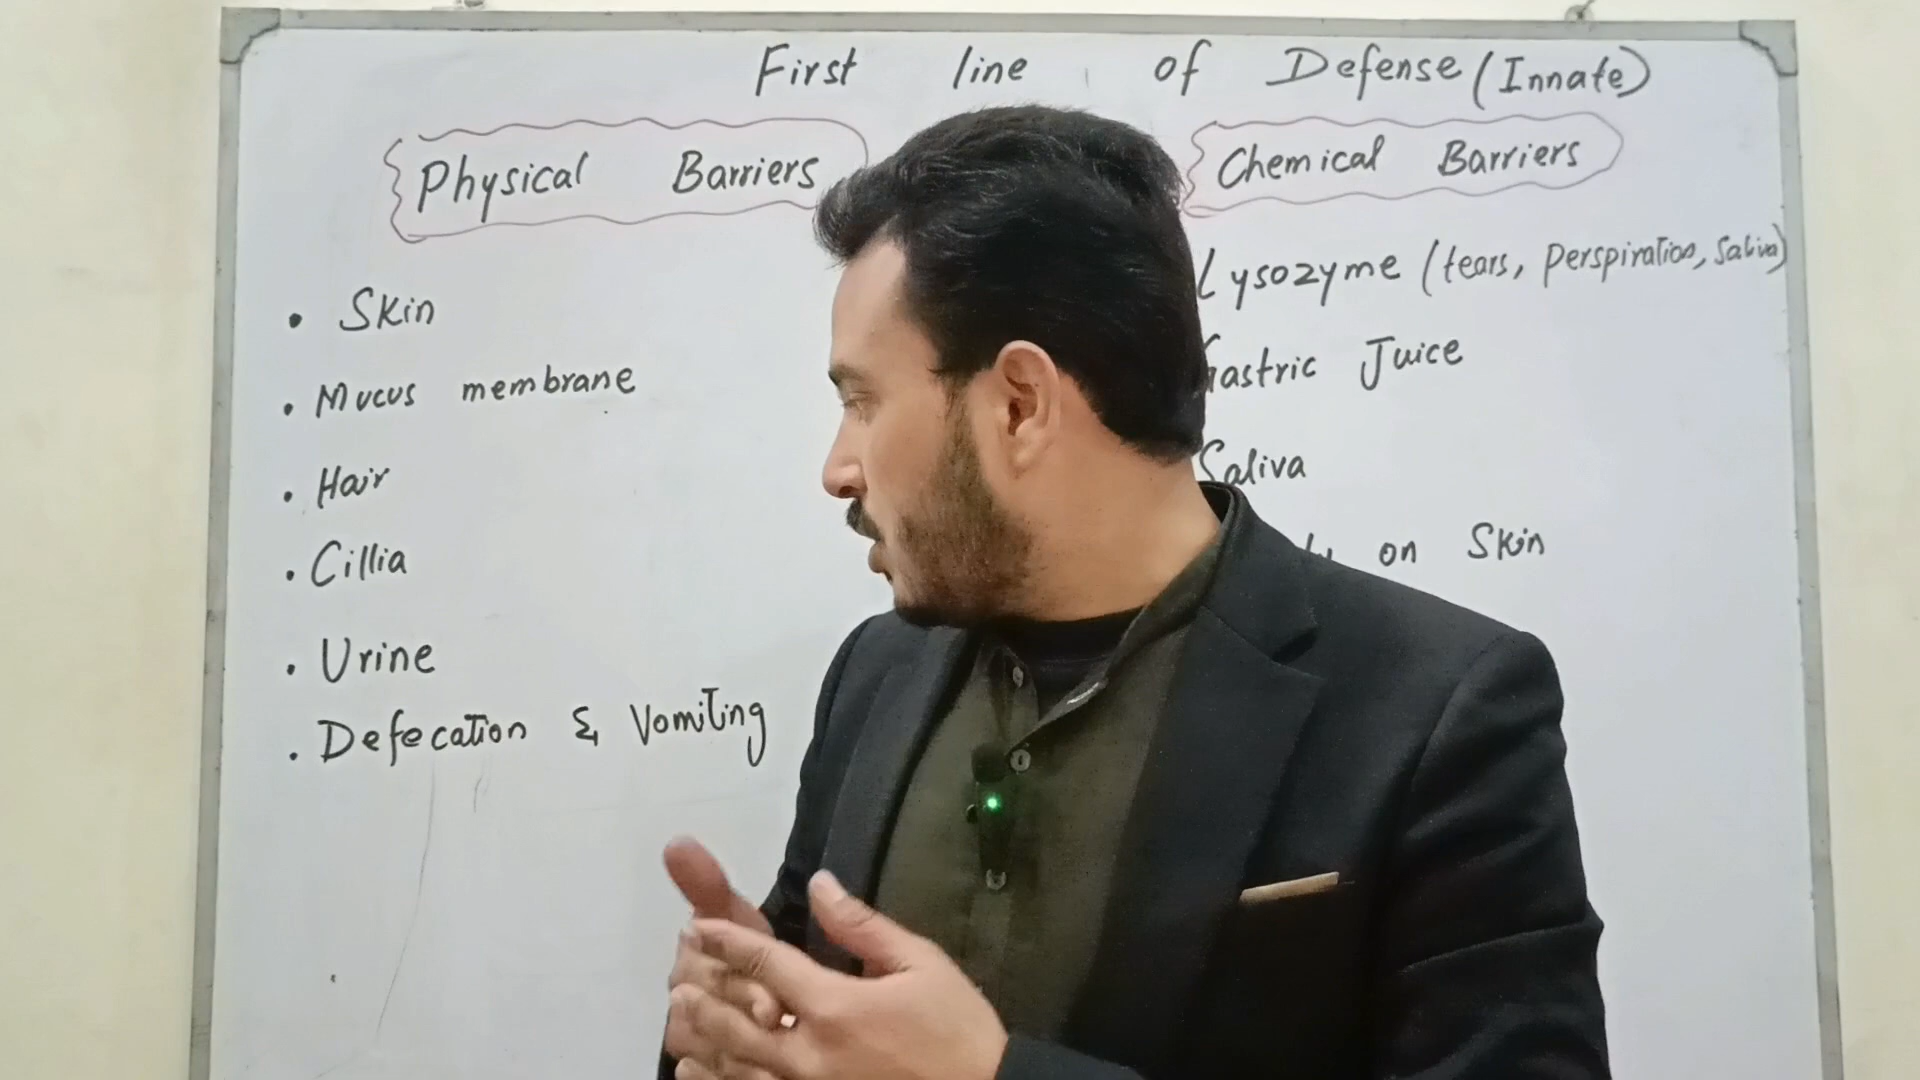 First line of Defense (Innate)
Physical Barriers
• Skin
• Mucus membrane
• Hair
• Cillia
• Urine
• Defecation & Vomiting
Chemical Barriers
Lysozyme (tears, Perspiration, Saliva)
Gastric Juice
Saliva
on Skin